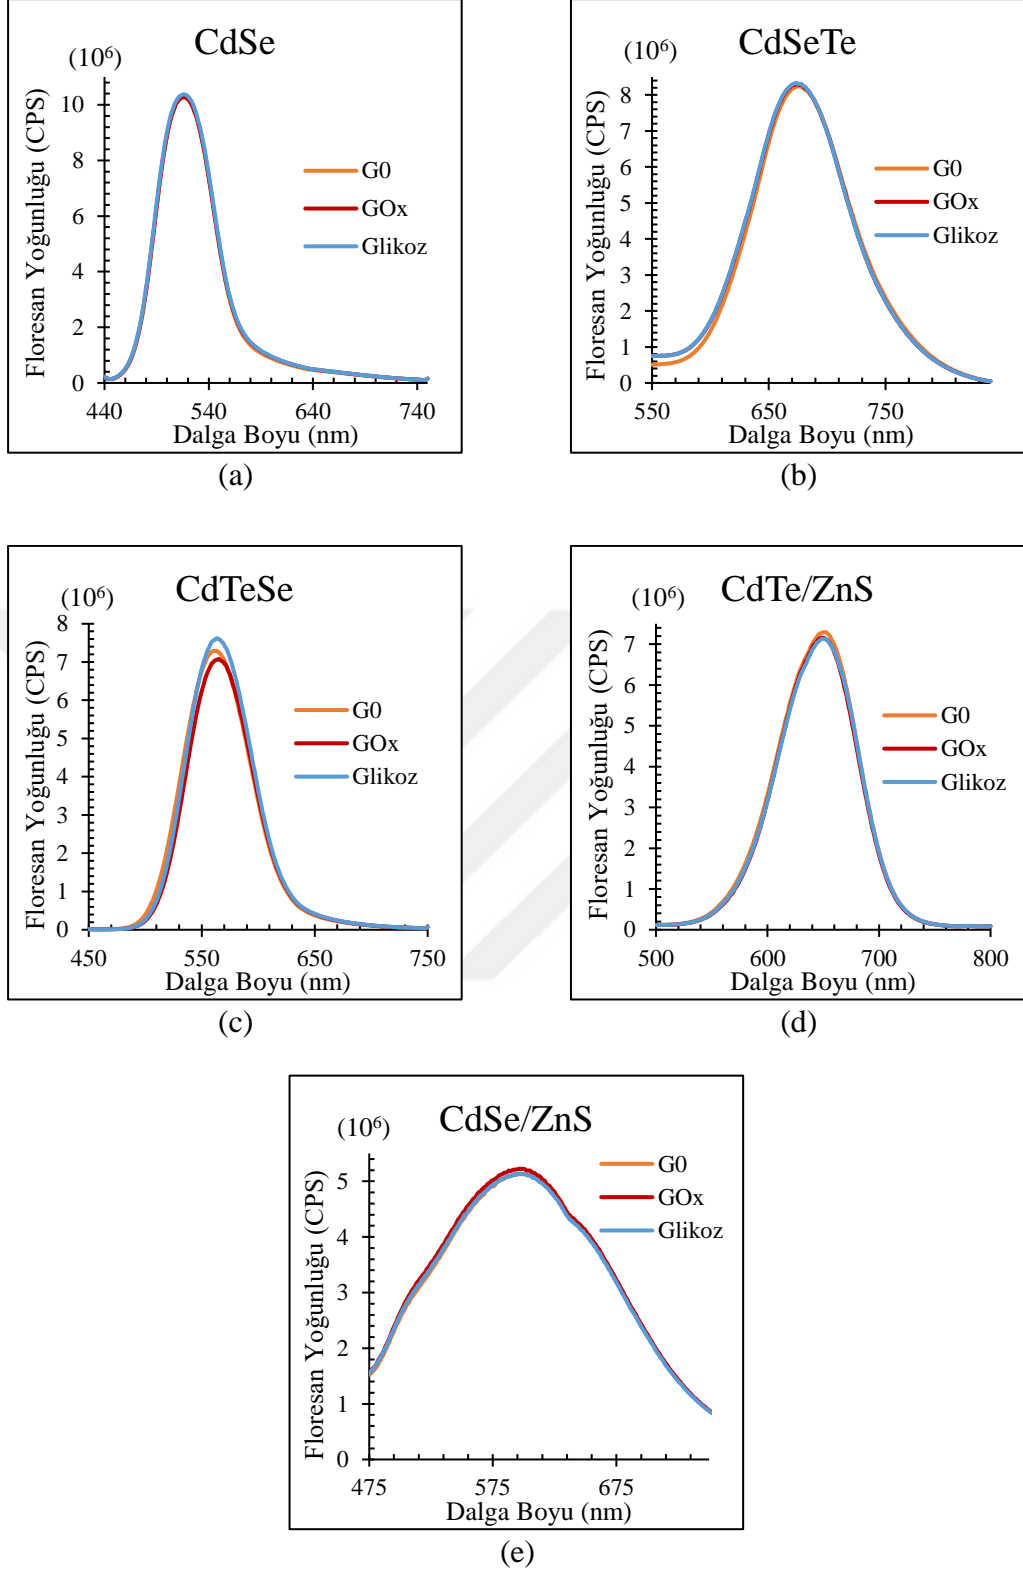 CdSe
(10⁶)
Floresan Yoğunluğu (CPS)
10
8
6
4
2
0
440 540 640 740
Dalga Boyu (nm)
G0
GOx
Glikoz
(a)
CdSeTe
(10⁶)
Floresan Yoğunluğu (CPS)
8
7
6
5
4
3
2
1
0
550 650 750
Dalga Boyu (nm)
G0
GOx
Glikoz
(b)
CdTeSe
(10⁶)
Floresan Yoğunluğu (CPS)
8
7
6
5
4
3
2
1
0
450 550 650 750
Dalga Boyu (nm)
G0
GOx
Glikoz
(c)
CdTe/ZnS
(10⁶)
Floresan Yoğunluğu (CPS)
7
6
5
4
3
2
1
0
500 600 700 800
Dalga Boyu (nm)
G0
GOx
Glikoz
(d)
CdSe/ZnS
(10⁶)
Floresan Yoğunluğu (CPS)
5
4
3
2
1
0
475 575 675
Dalga Boyu (nm)
G0
GOx
Glikoz
(e)